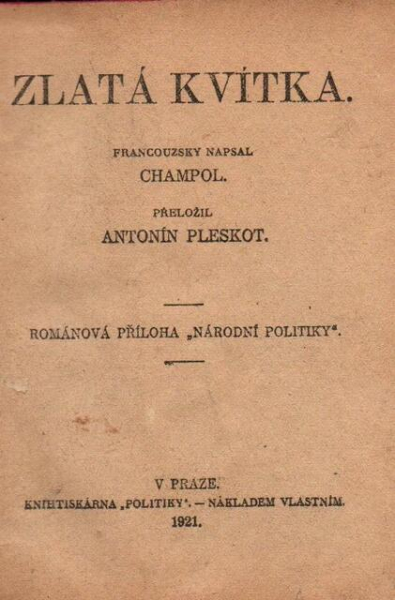 ZLATÁ KVÍTKA.
FRANCOUZSKY NAPSAL
CHAMPOL.
PŘELOŽIL
ANTONÍN PLESKOT.
ROMÁNOVÁ PŘÍLOHA „NÁRODNÍ POLITIKY“.
V PRAZE.
KNIHTISKÁRNA „POLITIKY“. — NÁKLADEM VLASTNÍM.
1921.